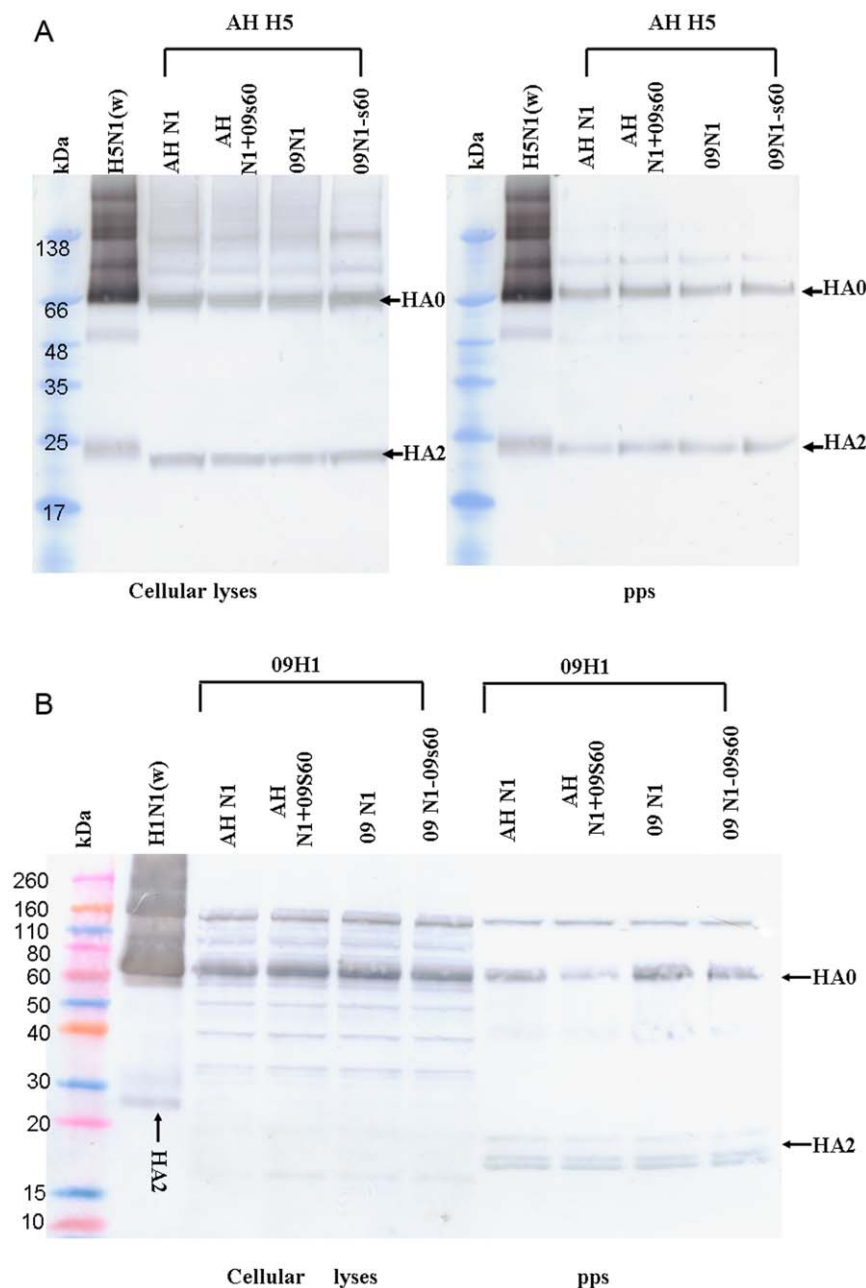 A
AH H5
AH H5
kDa
H5N1(w)
AH N1
AH
N1+09s60
09N1
09N1-s60
kDa
H5N1(w)
AH N1
AH
N1+09s60
09N1
09N1-s60
138
66
48
35
25
17
HA0
HA2
HA0
HA2
Cellular lyses
pps
B
09H1
09H1
kDa
H1N1(w)
AH N1
AH
N1+09S60
09 N1
09 N1-09s60
AH N1
AH
N1+09S60
09 N1
09 N1-09s60
260
160
110
80
60
50
40
30
20
15
10
HA0
HA2
HA2
Cellular lyses
pps